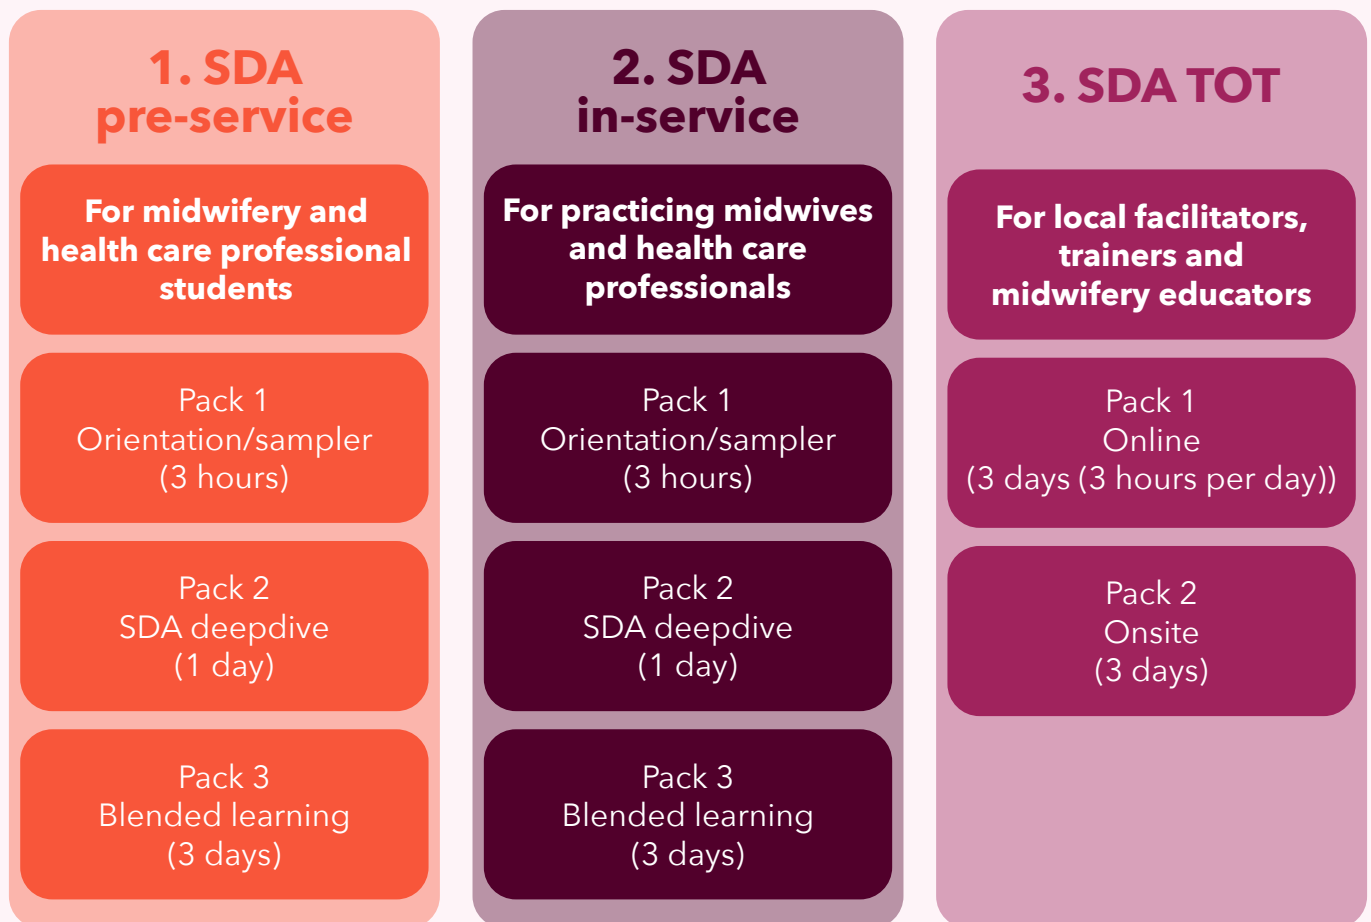 1. SDA
pre-service
For midwifery and
health care professional
students
Pack 1
Orientation/sampler
(3 hours)
Pack 2
SDA deepdive
(1 day)
Pack 3
Blended learning
(3 days)
2. SDA
in-service
For practicing midwives
and health care
professionals
Pack 1
Orientation/sampler
(3 hours)
Pack 2
SDA deepdive
(1 day)
Pack 3
Blended learning
(3 days)
3. SDA TOT
For local facilitators,
trainers and
midwifery educators
Pack 1
Online
(3 days (3 hours per day))
Pack 2
Onsite
(3 days)